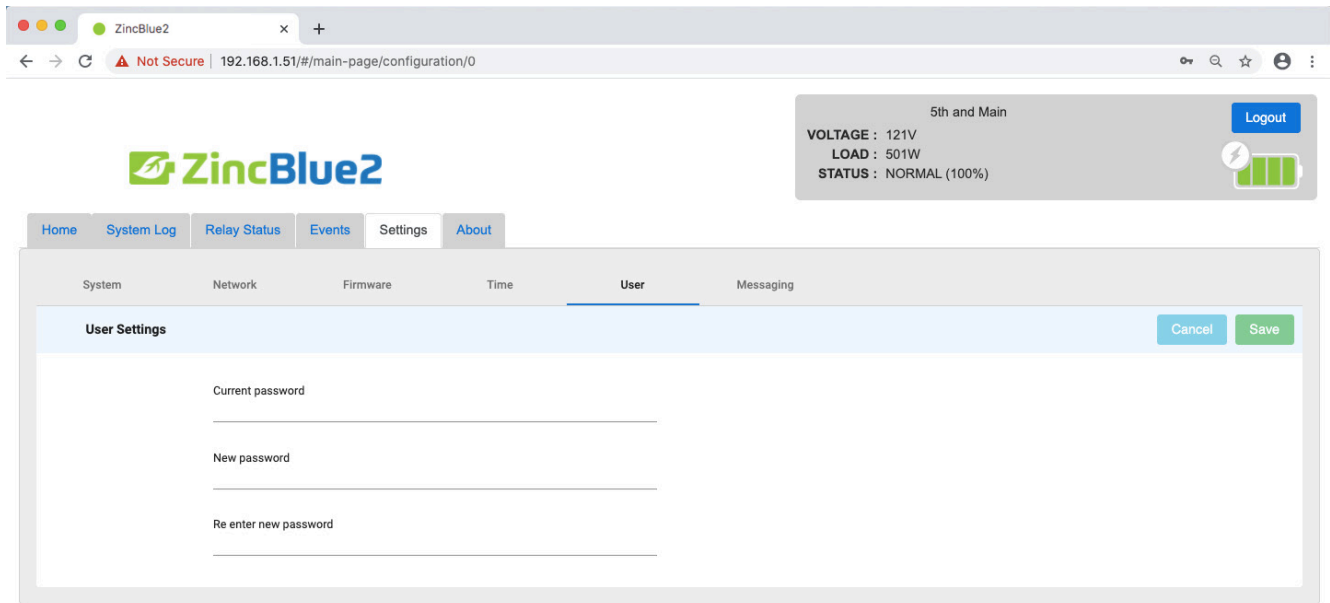 ZincBlue2
Not Secure | 192.168.1.51/#/main-page/configuration/0
5th and Main
Logout
VOLTAGE : 121V
LOAD : 501W
STATUS : NORMAL (100%)
ZincBlue2
Home System Log Relay Status Events Settings About
System Network Firmware Time User Messaging
User Settings Cancel Save
Current password
New password
Re enter new password